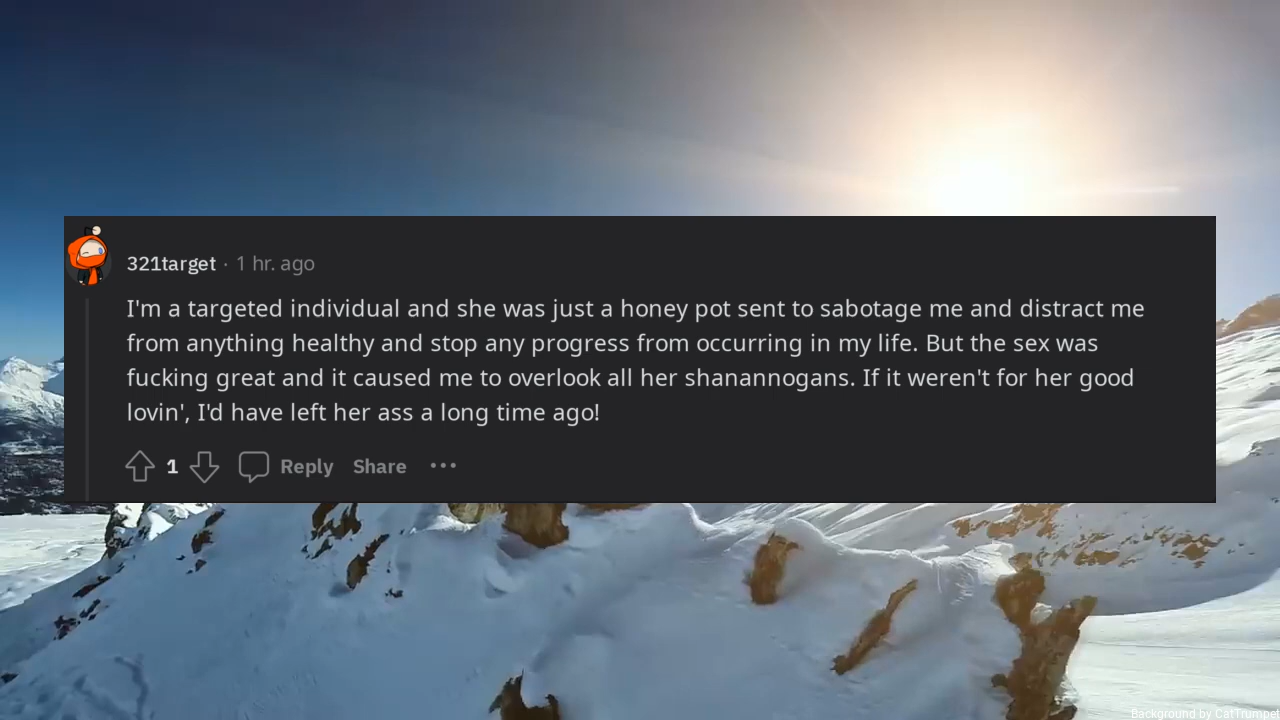 321target · 1 hr. ago
I'm a targeted individual and she was just a honey pot sent to sabotage me and distract me
from anything healthy and stop any progress from occurring in my life. But the sex was
fucking great and it caused me to overlook all her shanannogans. If it weren't for her good
lovin', I'd have left her ass a long time ago!
1 Reply Share ···
Background by CatTrumpet